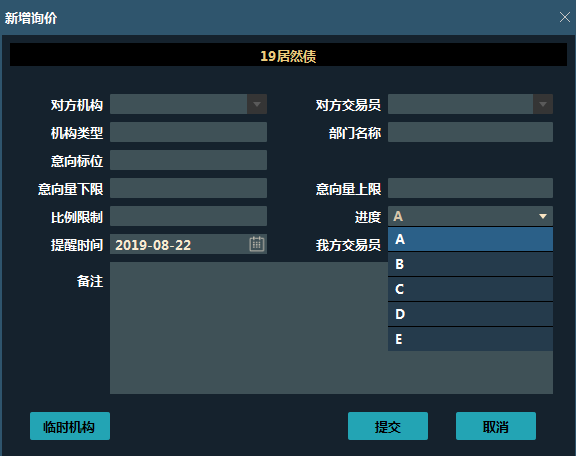 新增询价
19居然债
对方机构 对方交易员
机构类型 部门名称
意向标位
意向量下限 意向量上限
比例限制 进度 A
提醒时间 2019-08-22 我方交易员 A
B
备注 C
D
E
临时机构 提交 取消